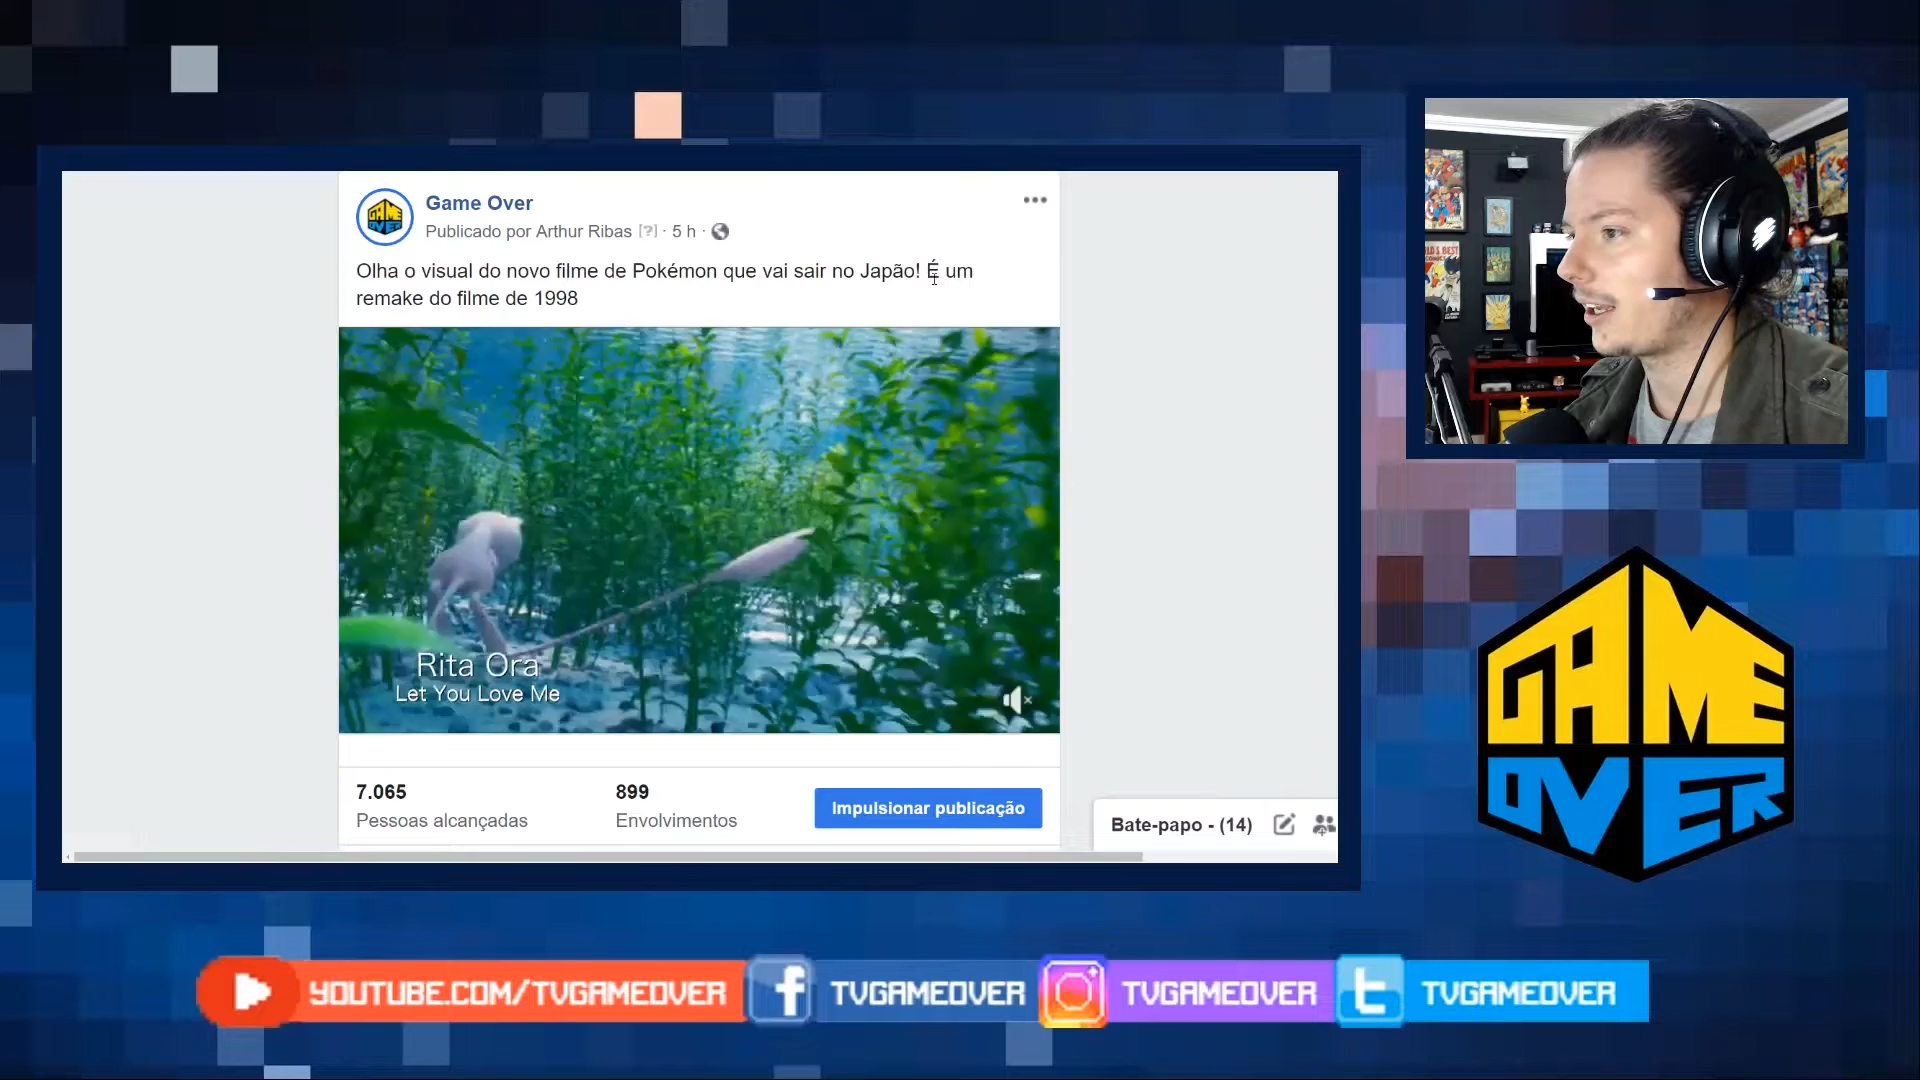 Game Over
Publicado por Arthur Ribas [?] · 5 h ·
Olha o visual do novo filme de Pokémon que vai sair no Japão! É um
remake do filme de 1998
Rita Ora
Let You Love Me
7.065
Pessoas alcançadas
899
Envolvimentos
Impulsionar publicação
Bate-papo - (14)
GAME
OVER
YOUTUBE.COM/TVGAMEOVER
TVGAMEOVER
TVGAMEOVER
TVGAMEOVER